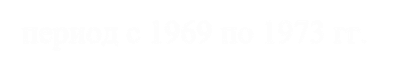 период с 1969 по 1973 гг.